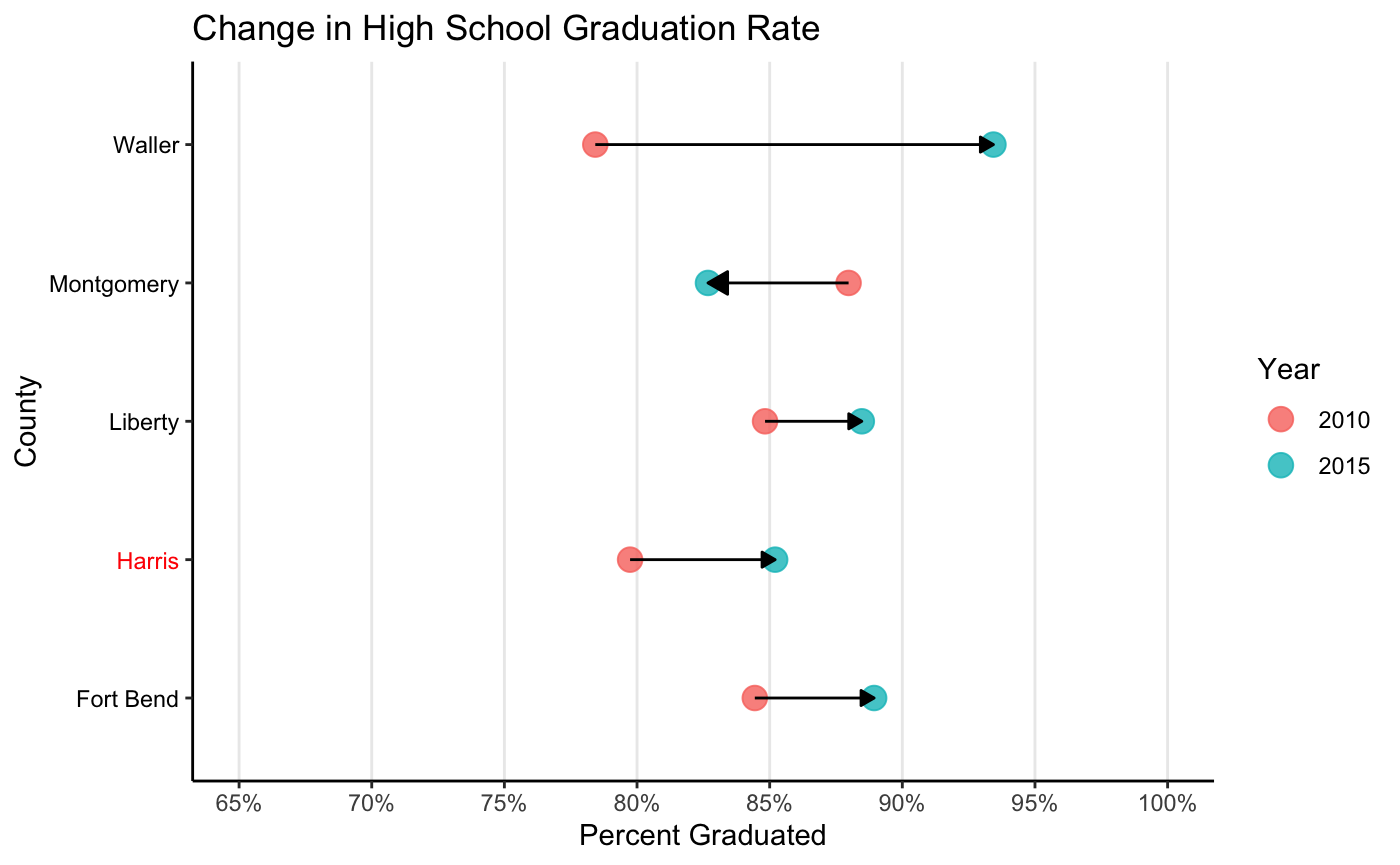 Change in High School Graduation Rate
Waller
Montgomery
Liberty
Harris
Fort Bend
County
65% 70% 75% 80% 85% 90% 95% 100%
Percent Graduated
Year
2010
2015